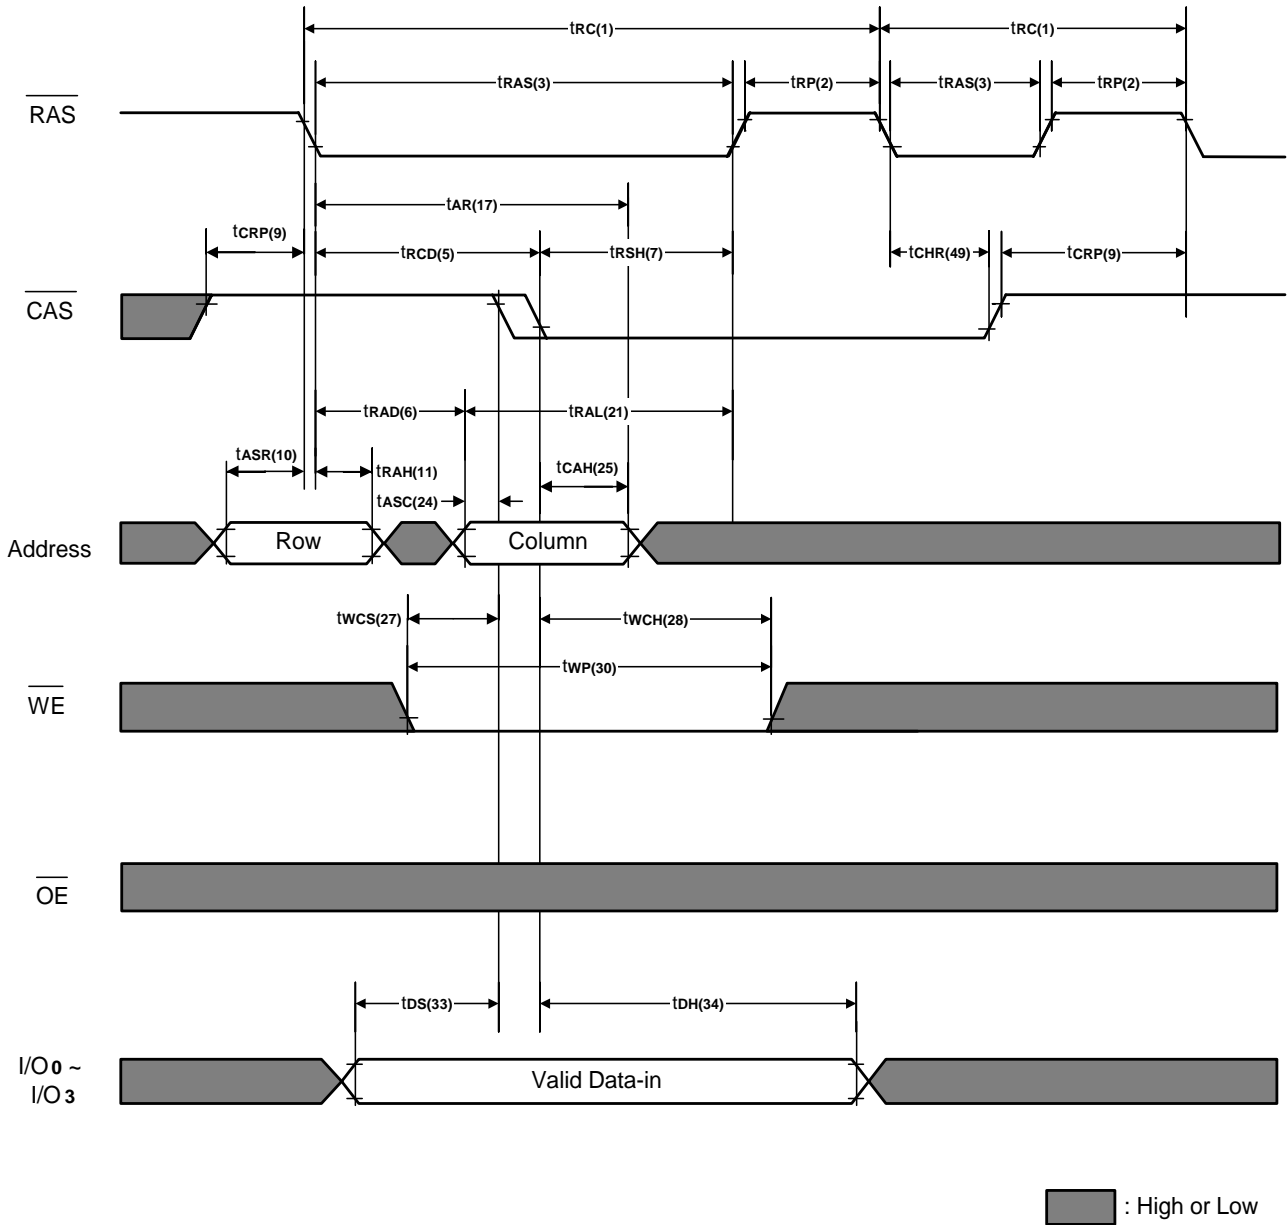 tRC(1) tRC(1)
tRAS(3) tRP(2) tRAS(3) tRP(2)
RAS
tAR(17)
tCRP(9) tRCD(5) tRSH(7) tCHR(49) tCRP(9)
CAS
tRAD(6) tRAL(21)
tASR(10) tRAH(11) tCAH(25)
tASC(24)
Address Row Column
tWCS(27) tWCH(28)
tWP(30)
WE
OE
tDS(33) tDH(34)
I/O0 ~
I/O3
Valid Data-in
: High or Low